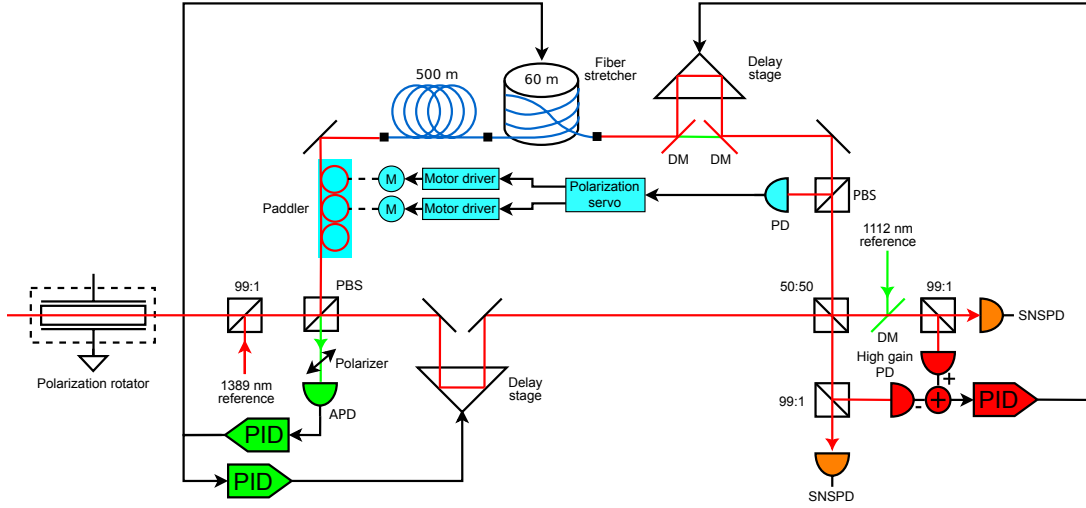 500 m
60 m
Fiber
stretcher
Delay
stage
DM
DM
M
Motor driver
Polarization
servo
M
Motor driver
Paddler
PD
PBS
1112 nm
reference
99:1
PBS
50:50
99:1
SNSPD
DM
Polarization rotator
1389 nm
reference
Polarizer
Delay
stage
High gain
PD
APD
99:1
+
-
+
PID
PID
PID
SNSPD